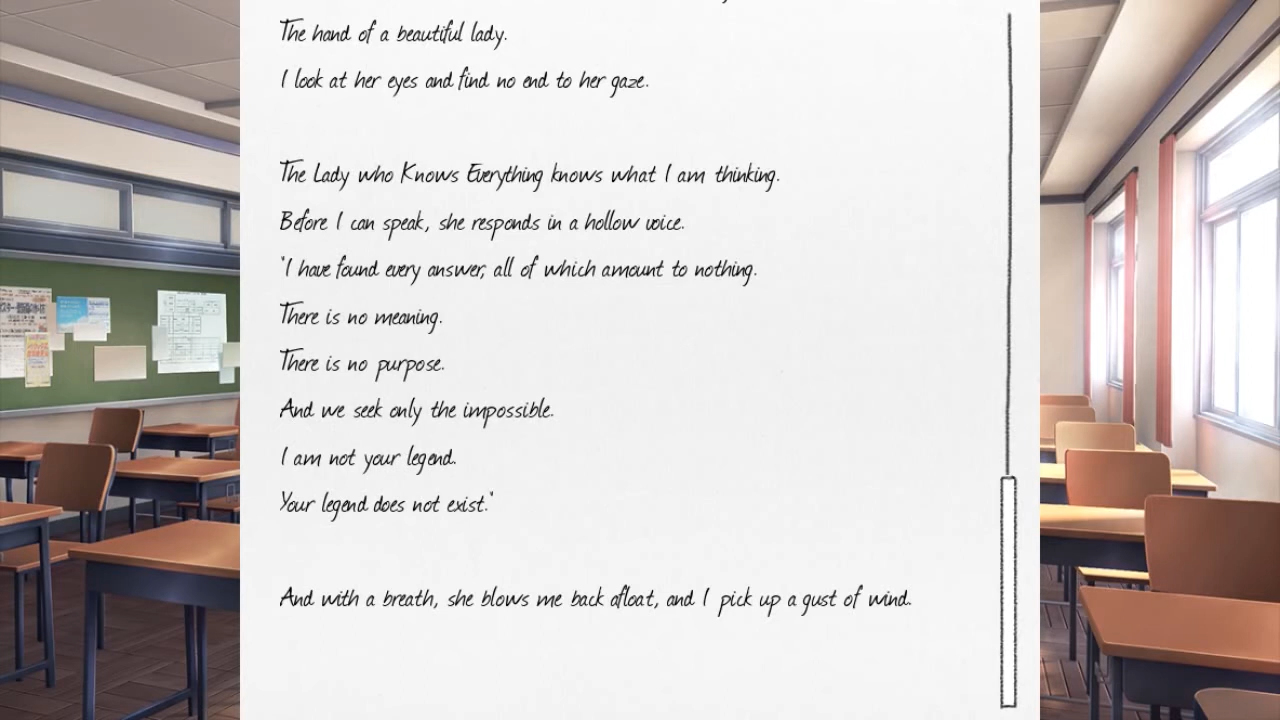 The hand of a beautiful lady.
I look at her eyes and find no end to her gaze.
The Lady who Knows Everything knows what I am thinking.
Before I can speak, she responds in a hollow voice.
"I have found every answer, all of which amount to nothing.
There is no meaning.
There is no purpose.
And we seek only the impossible.
I am not your legend.
Your legend does not exist."
And with a breath, she blows me back afloat, and I pick up a gust of wind.